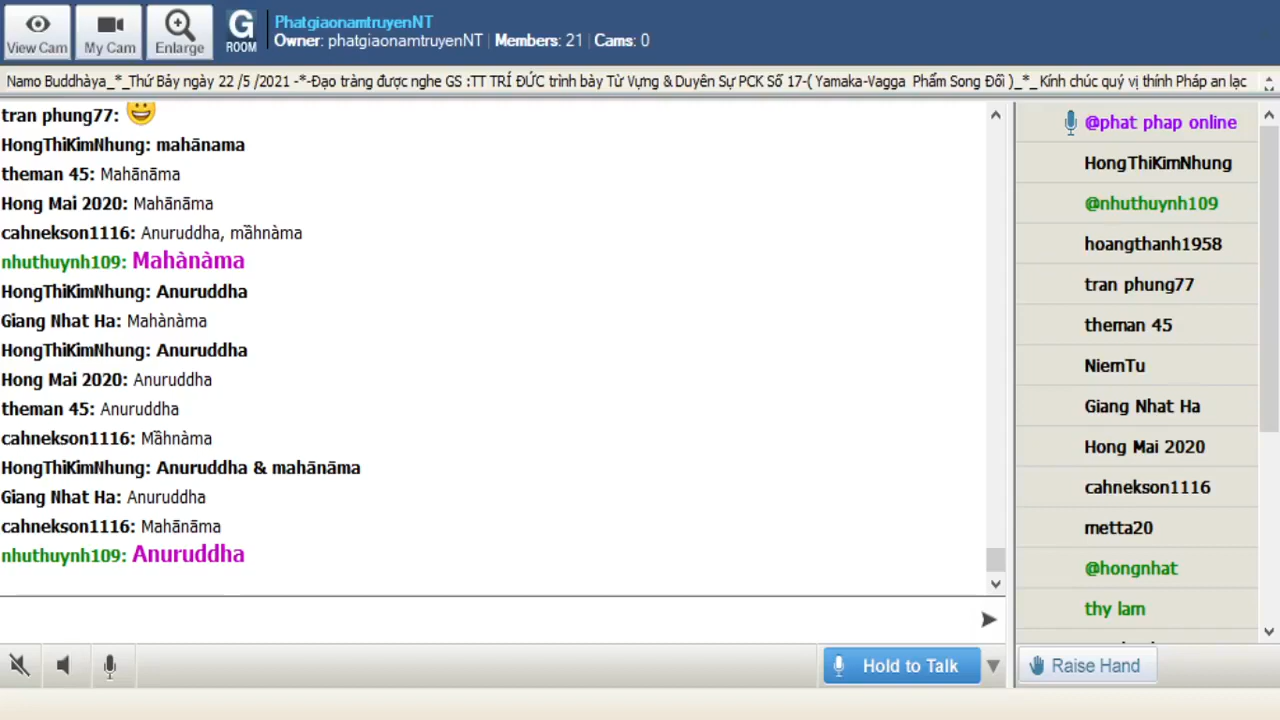 View Cam
My Cam
Enlarge
G
ROOM
PhatgiaonamtruyenNT
Owner: phatgiaonamtruyenNT | Members: 21 | Cams: 0
Namo Buddhàya_*_Thứ Bảy ngày 22 /5 /2021 -*-Đạo tràng được nghe GS :TT TRÍ ĐỨC trình bày Từ Vựng & Duyên Sự PCK Số 17-( Yamaka-Vagga Phẩm Song Đối )_*_ Kính chúc quý vị thính Pháp an lạc
tran phung77:
HongThiKimNhung: mahānama
theman 45: Mahānāma
Hong Mai 2020: Mahānāma
cahnekson1116: Anuruddha,
nhuthuynh109: Mahànàma
HongThiKimNhung: Anuruddha
Giang Nhat Ha: Mahànàma
HongThiKimNhung: Anuruddha
Hong Mai 2020: Anuruddha
theman 45: Anuruddha
cahnekson1116:
HongThiKimNhung: Anuruddha & mahānāma
Giang Nhat Ha: Anuruddha
cahnekson1116: Mahānāma
nhuthuynh109: Anuruddha
Hold to Talk
@phat phap online
HongThiKimNhung
@nhuthuynh109
hoangthanh1958
tran phung77
theman 45
NiemTu
Giang Nhat Ha
Hong Mai 2020
cahnekson1116
metta20
@hongnhat
thy lam
Raise Hand